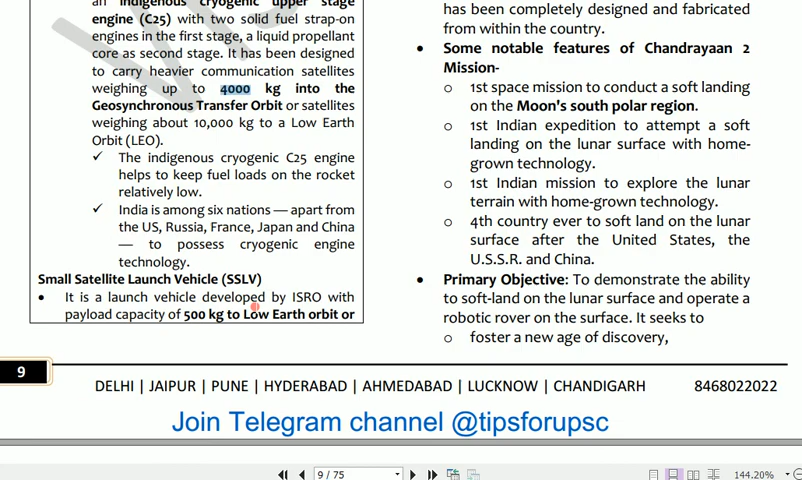 an indigenous cryogenic upper stage
engine (C25) with two solid fuel strap-on
engines in the first stage, a liquid propellant
core as second stage. It has been designed
to carry heavier communication satellites
weighing up to 4000 kg into the
Geosynchronous Transfer Orbit or satellites
weighing about 10,000 kg to a Low Earth
Orbit (LEO).
✓ The indigenous cryogenic C25 engine
helps to keep fuel loads on the rocket
relatively low.
✓ India is among six nations — apart from
the US, Russia, France, Japan and China
— to possess cryogenic engine
technology.
Small Satellite Launch Vehicle (SSLV)
• It is a launch vehicle developed by ISRO with
payload capacity of 500 kg to Low Earth orbit or
has been completely designed and fabricated
from within the country.
• Some notable features of Chandrayaan 2
Mission-
o 1st space mission to conduct a soft landing
on the Moon's south polar region.
o 1st Indian expedition to attempt a soft
landing on the lunar surface with home-
grown technology.
o 1st Indian mission to explore the lunar
terrain with home-grown technology.
o 4th country ever to soft land on the lunar
surface after the United States, the
U.S.S.R. and China.
• Primary Objective: To demonstrate the ability
to soft-land on the lunar surface and operate a
robotic rover on the surface. It seeks to
o foster a new age of discovery,
9
DELHI | JAIPUR | PUNE | HYDERABAD | AHMEDABAD | LUCKNOW | CHANDIGARH 8468022022
Join Telegram channel @tipsforupsc
9 / 75
144.20%